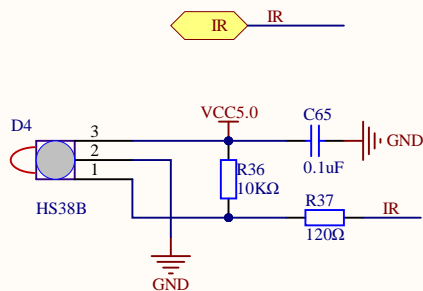 IR IR
VCC5.0 C65
D4 3 GND
2 R36 0.1uF
1 10KΩ
HS38B R37 IR
120Ω
GND